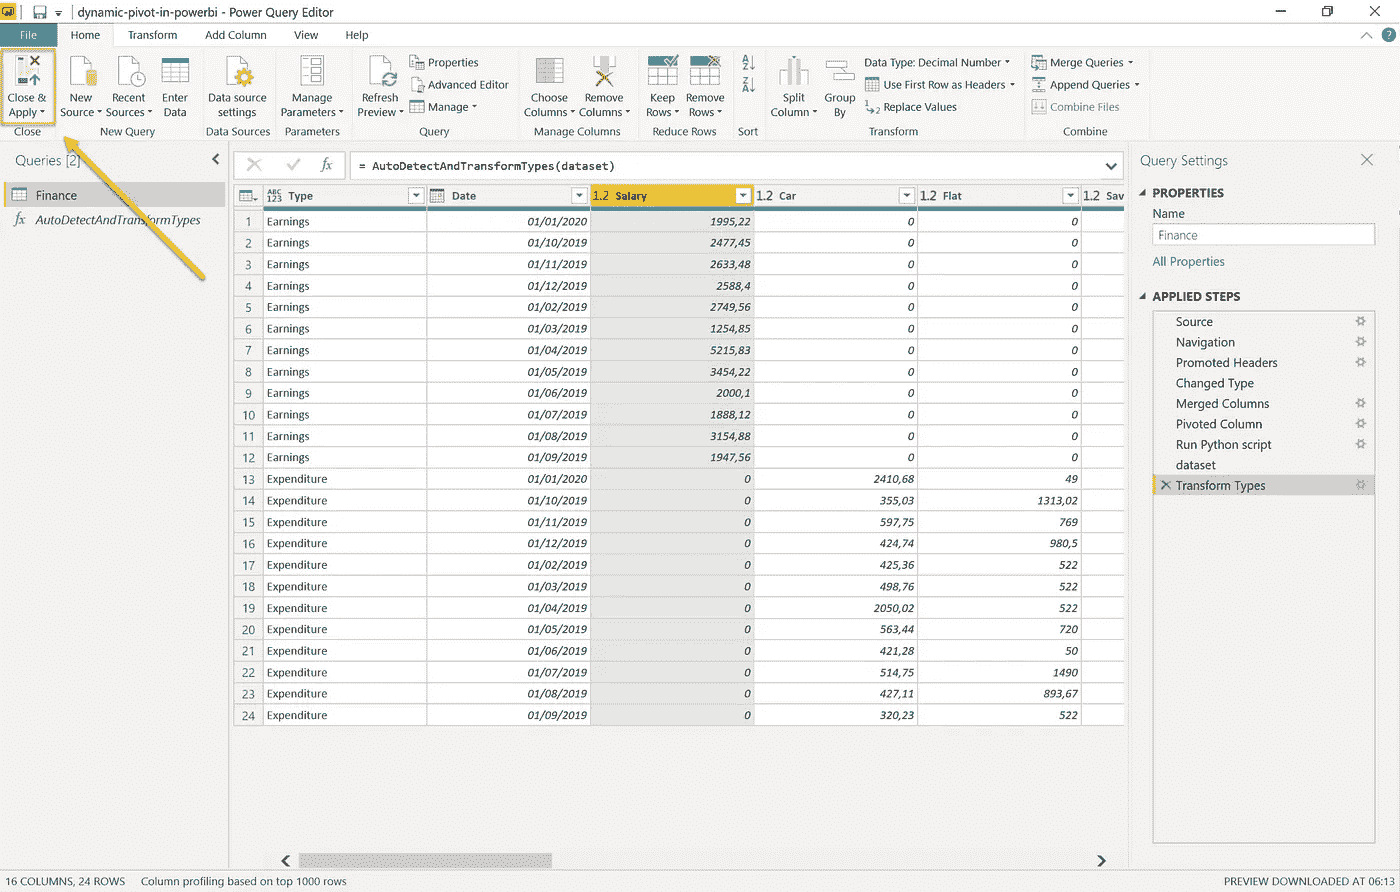 dynamic-pivot-in-powerbi - Power Query Editor
File Home Transform Add Column View Help
Close & Apply
New Source
Recent Sources
Enter Data
Data source settings
Manage Parameters
Refresh Preview
Properties
Advanced Editor
Manage
Choose Columns
Remove Columns
Keep Rows
Remove Rows
Split Column
Group By
Data Type: Decimal Number
Use First Row as Headers
Replace Values
Merge Queries
Append Queries
Combine Files
Close New Query Data Sources Parameters Query Manage Columns Reduce Rows Sort Transform Combine
Queries [2]
Finance
AutoDetectAndTransformTypes
fx = AutoDetectAndTransformTypes(dataset)
ABC 123 Type Date 1.2 Salary 1.2 Car 1.2 Flat 1.2 Sav
1 Earnings 01/01/2020 1995,22 0 0
2 Earnings 01/10/2019 2477,45 0 0
3 Earnings 01/11/2019 2633,48 0 0
4 Earnings 01/12/2019 2588,4 0 0
5 Earnings 01/02/2019 2749,56 0 0
6 Earnings 01/03/2019 1254,85 0 0
7 Earnings 01/04/2019 5215,83 0 0
8 Earnings 01/05/2019 3454,22 0 0
9 Earnings 01/06/2019 2000,1 0 0
10 Earnings 01/07/2019 1888,12 0 0
11 Earnings 01/08/2019 3154,88 0 0
12 Earnings 01/09/2019 1947,56 0 0
13 Expenditure 01/01/2020 0 2410,68 49
14 Expenditure 01/10/2019 0 355,03 1313,02
15 Expenditure 01/11/2019 0 597,75 769
16 Expenditure 01/12/2019 0 424,74 980,5
17 Expenditure 01/02/2019 0 425,36 522
18 Expenditure 01/03/2019 0 498,76 522
19 Expenditure 01/04/2019 0 2050,02 522
20 Expenditure 01/05/2019 0 563,44 720
21 Expenditure 01/06/2019 0 421,28 50
22 Expenditure 01/07/2019 0 514,75 1490
23 Expenditure 01/08/2019 0 427,11 893,67
24 Expenditure 01/09/2019 0 320,23 522
Query Settings
PROPERTIES
Name
Finance
All Properties
APPLIED STEPS
Source
Navigation
Promoted Headers
Changed Type
Merged Columns
Pivoted Column
Run Python script
dataset
Transform Types
16 COLUMNS, 24 ROWS Column profiling based on top 1000 rows PREVIEW DOWNLOADED AT 06:13